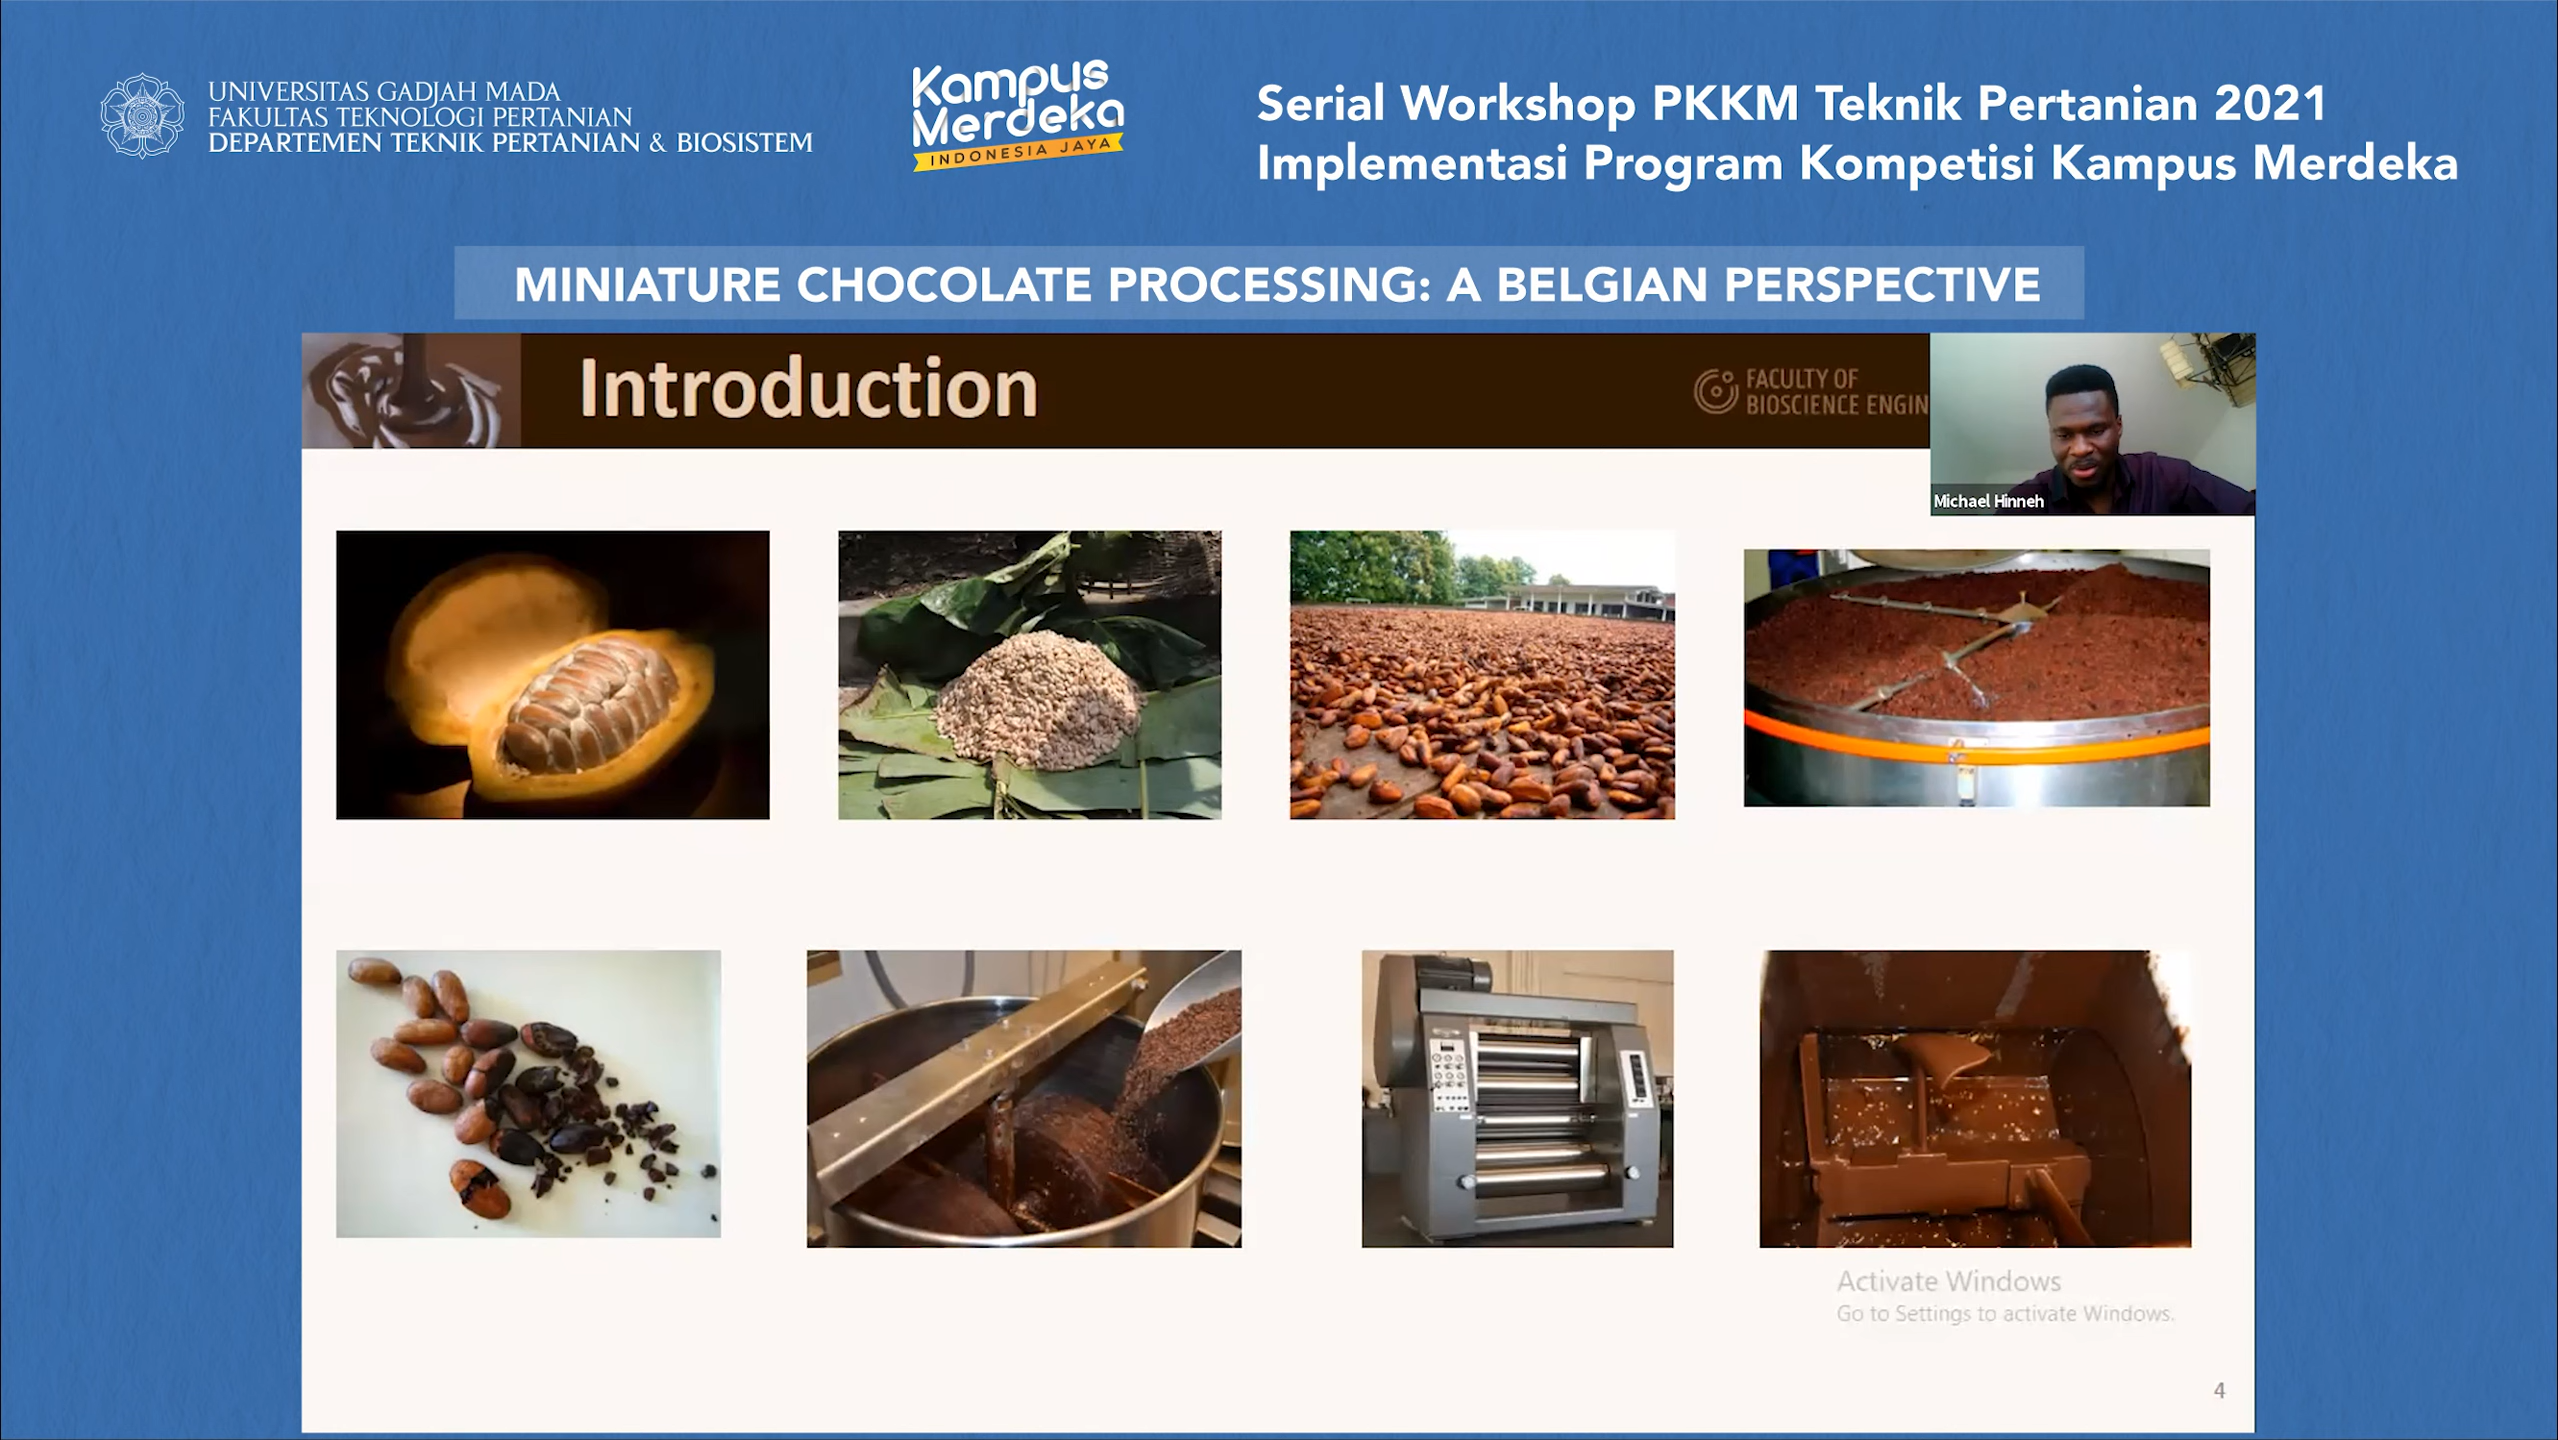 UNIVERSITAS GADJAH MADA
FAKULTAS TEKNOLOGI PERTANIAN
DEPARTEMEN TEKNIK PERTANIAN & BIOSISTEM
Kampus
Merdeka
INDONESIA JAYA
Serial Workshop PKKM Teknik Pertanian 2021
Implementasi Program Kompetisi Kampus Merdeka
MINIATURE CHOCOLATE PROCESSING: A BELGIAN PERSPECTIVE
Introduction
FACULTY OF
BIOSCIENCE ENGIN
Michael Hinneh
Activate Windows
Go to Settings to activate Windows.
4